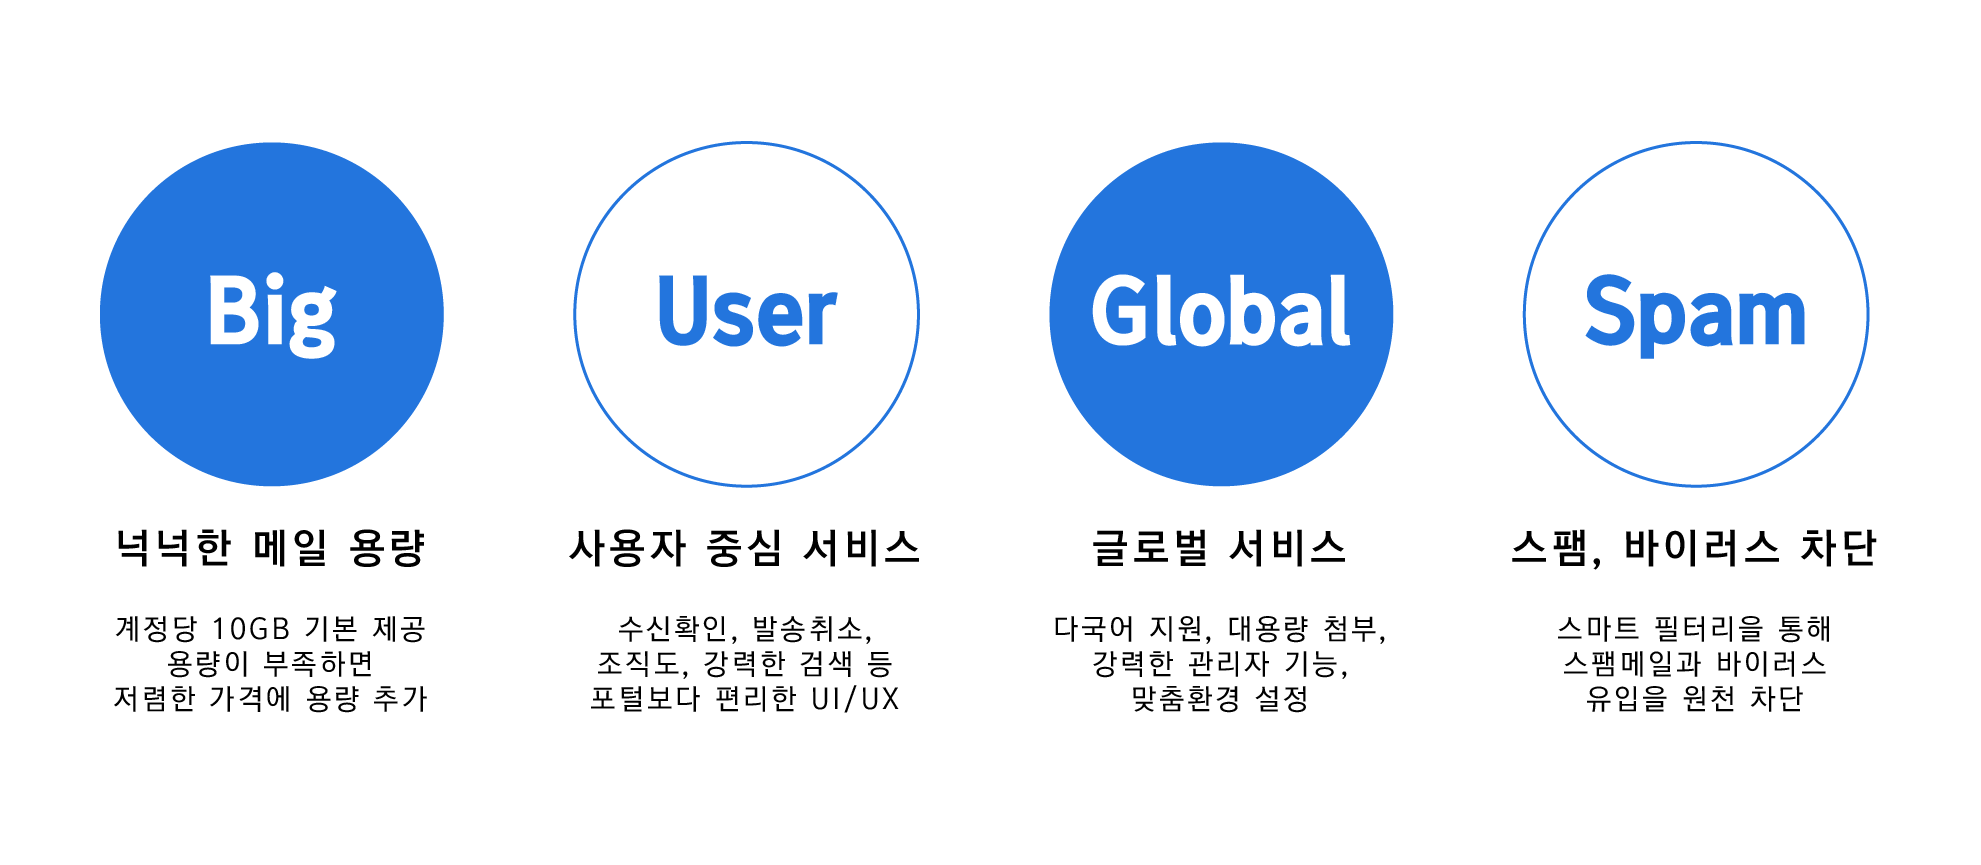 Big
넉넉한 메일 용량
계정당 10GB 기본 제공
용량이 부족하면
저렴한 가격에 용량 추가
User
사용자 중심 서비스
수신확인, 발송취소,
조직도, 강력한 검색 등
포털보다 편리한 UI/UX
Global
글로벌 서비스
다국어 지원, 대용량 첨부,
강력한 관리자 기능,
맞춤환경 설정
Spam
스팸, 바이러스 차단
스마트 필터리을 통해
스팸메일과 바이러스
유입을 원천 차단